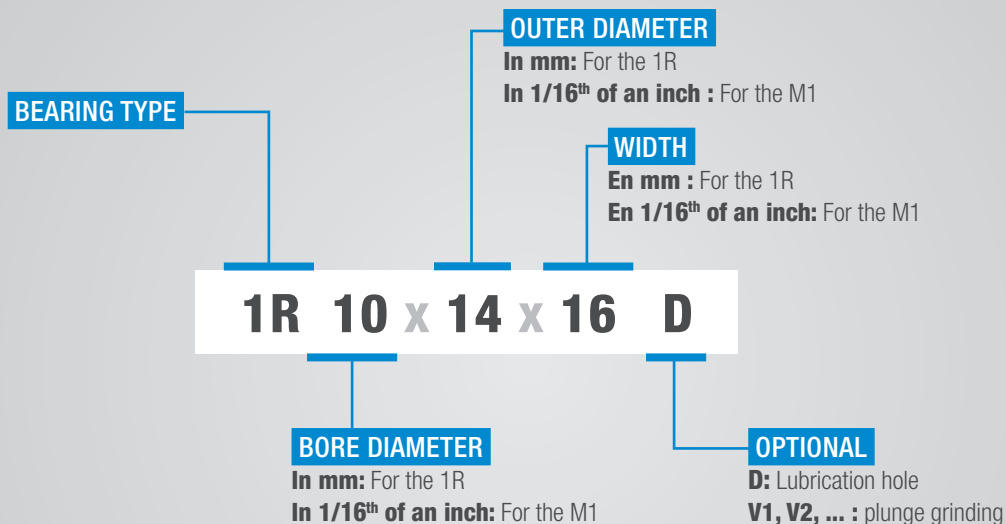 OUTER DIAMETER
In mm: For the 1R
In 1/16th of an inch : For the M1
BEARING TYPE
WIDTH
En mm : For the 1R
En 1/16th of an inch: For the M1
1R 10 x 14 x 16 D
BORE DIAMETER
In mm: For the 1R
In 1/16th of an inch: For the M1
OPTIONAL
D: Lubrication hole
V1, V2, ... : plunge grinding